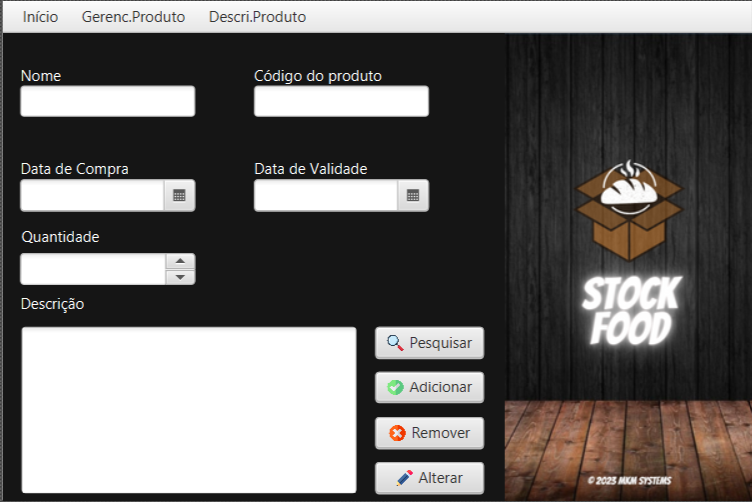 Início Gerenc.Produto Descri.Produto
Nome Código do produto
Data de Compra Data de Validade
Quantidade
Descrição
Pesquisar
Adicionar
Remover
Alterar
STOCK
FOOD
© 2023 MKM SYSTEMS